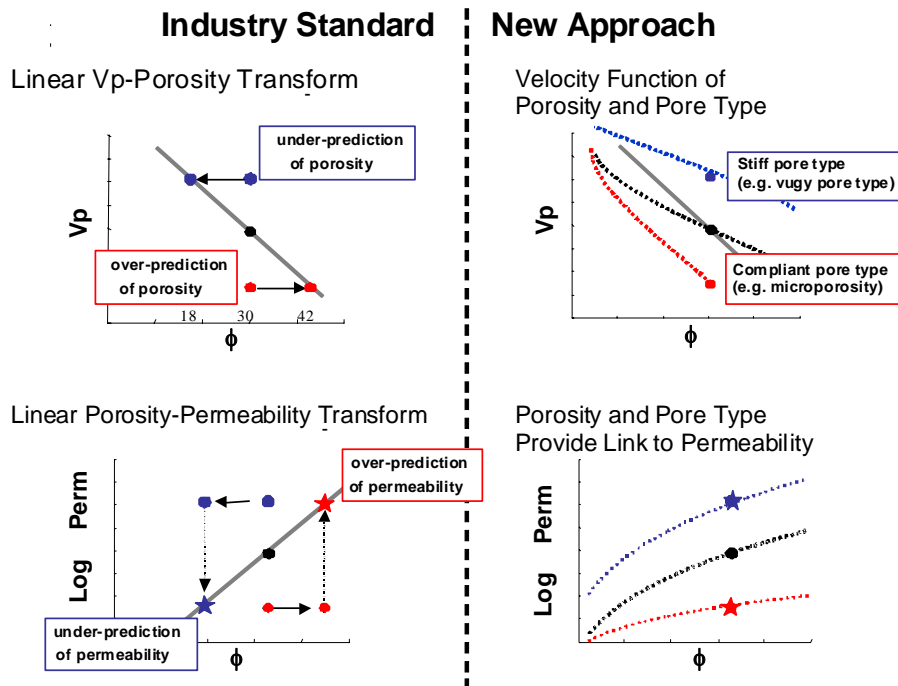 Industry Standard
New Approach
Linear Vp-Porosity Transform
Vp
under-prediction
of porosity
over-prediction
of porosity
18 30 42
ϕ
Velocity Function of
Porosity and Pore Type
Vp
Stiff pore type
(e.g. vugy pore type)
Compliant pore type
(e.g. microporosity)
ϕ
Linear Porosity-Permeability Transform
Log Perm
over-prediction
of permeability
under-prediction
of permeability
ϕ
Porosity and Pore Type
Provide Link to Permeability
Log Perm
ϕ